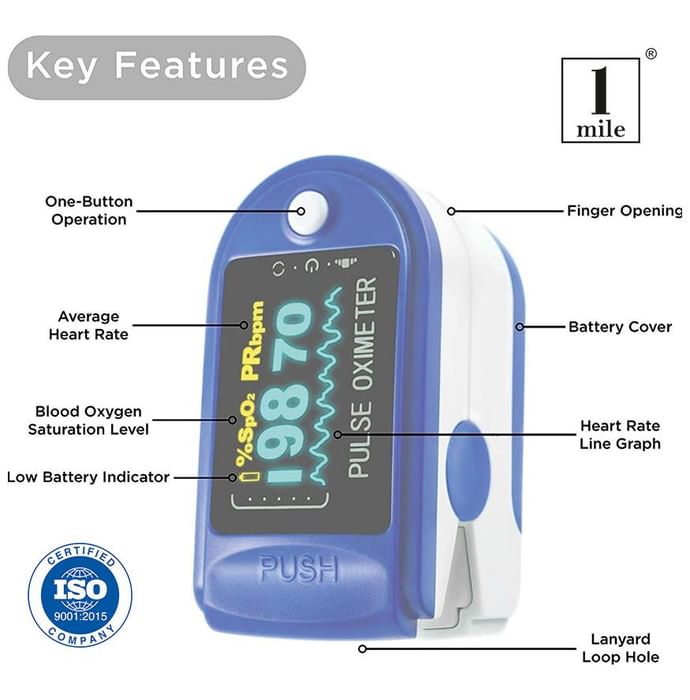 Key Features
®
1
mile
One-Button
Operation
Finger Opening
Average
Heart Rate
Battery Cover
Blood Oxygen
Saturation Level
Heart Rate
Line Graph
Low Battery Indicator
%SpO₂ PRbpm
98 70
PULSE OXIMETER
PUSH
CERTIFIED
ISO
9001:2015
COMPANY
Lanyard
Loop Hole